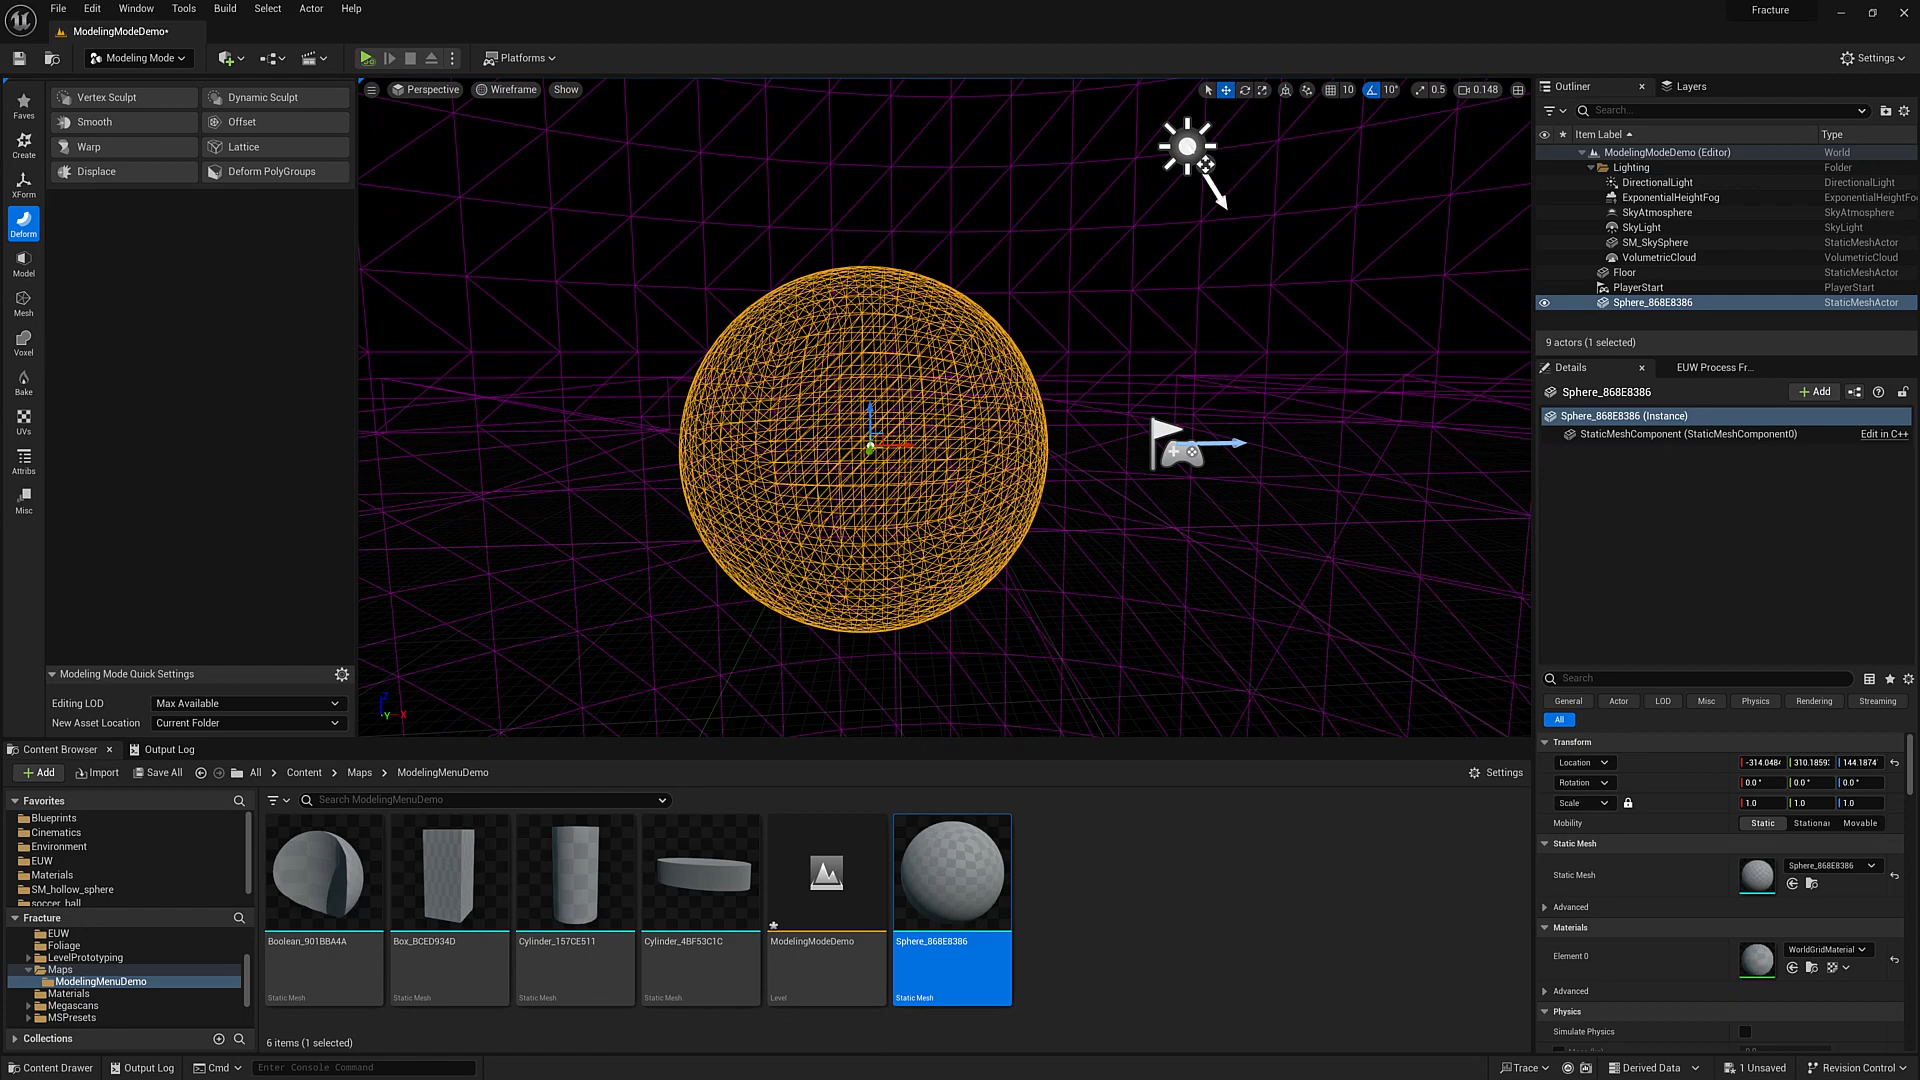 File Edit Window Tools Build Select Actor Help
Fracture
ModelingModeDemo*
Modeling Mode
Platforms
Settings
Faves
Create
XForm
Deform
Model
Mesh
Voxel
Bake
UVs
Attribs
Misc
Vertex Sculpt
Dynamic Sculpt
Smooth
Offset
Warp
Lattice
Displace
Deform PolyGroups
Modeling Mode Quick Settings
Editing LOD Max Available
New Asset Location Current Folder
Perspective Wireframe Show
10 10° 0.5 0.148
Z
Y X
Outliner Layers
Search...
Item Label Type
ModelingModeDemo (Editor) World
Lighting Folder
DirectionalLight DirectionalLight
ExponentialHeightFog ExponentialHeightFo
SkyAtmosphere SkyAtmosphere
SkyLight SkyLight
SM_SkySphere StaticMeshActor
VolumetricCloud VolumetricCloud
Floor StaticMeshActor
PlayerStart PlayerStart
Sphere_868E8386 StaticMeshActor
9 actors (1 selected)
Details EUW Process Fr...
Sphere_868E8386 Add
Sphere_868E8386 (Instance)
StaticMeshComponent (StaticMeshComponent0) Edit in C++
Search
General Actor LOD Misc Physics Rendering Streaming
All
Transform
Location -314.048 310.1859 144.1874
Rotation 0.0° 0.0° 0.0°
Scale 1.0 1.0 1.0
Mobility Static Stationar Movable
Static Mesh
Static Mesh Sphere_868E8386
Advanced
Materials
Element 0 WorldGridMaterial
Advanced
Physics
Simulate Physics
Content Browser Output Log
Add Import Save All All Content Maps ModelingMenuDemo Settings
Favorites
Blueprints
Cinematics
Environment
EUW
Materials
SM_hollow_sphere
soccer_ball
Fracture
EUW
Foliage
LevelPrototyping
Maps
ModelingMenuDemo
Materials
Megascans
MSPresets
Collections
Search ModelingMenuDemo
Boolean_901BBA4A
Static Mesh
Box_BCED934D
Static Mesh
Cylinder_157CE511
Static Mesh
Cylinder_4BF53C1C
Static Mesh
ModelingModeDemo
Level
Sphere_868E8386
Static Mesh
6 items (1 selected)
Content Drawer Output Log Cmd Enter Console Command
Trace Derived Data 1 Unsaved Revision Control